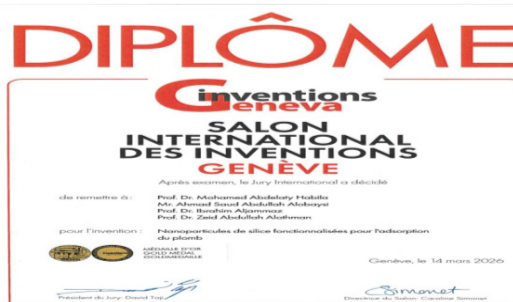 DIPLÔME
inventions
Geneva
SALON
INTERNATIONAL
DES INVENTIONS
GENÈVE
Après examen, le Jury International a décidé
de remettre à : Prof. Dr. Mohamed Abdelaty Habila
Mr. Ahmad Saud Abdullah Alobaysi
Prof. Dr. Ibrahim Aljammaz
Prof. Dr. Zeid Abdullah Alothman
pour l'invention : Nanoparticules de silice fonctionnalisées pour l'adsorption
du plomb
MÉDAILLE D'OR
GOLD MEDAL
GOLDMEDAILLE
Genève, le 14 mars 2026
Président du Jury: David Taji
Directrice du Salon: Caroline Simonet